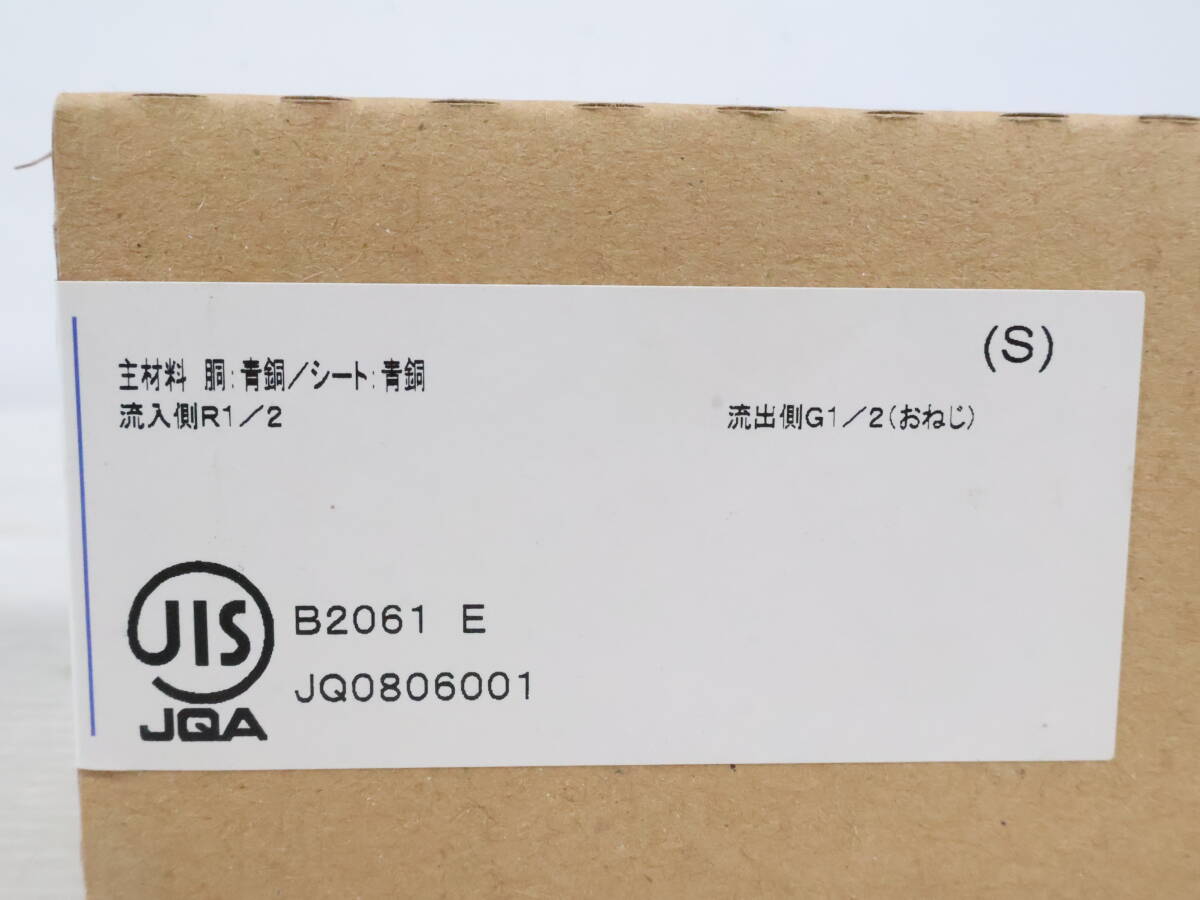 (S)
主材料 胴:青銅/シート:青銅
流入側R1/2 流出側G1/2(おねじ)
JIS
B2061 E
JQ0806001
JQA